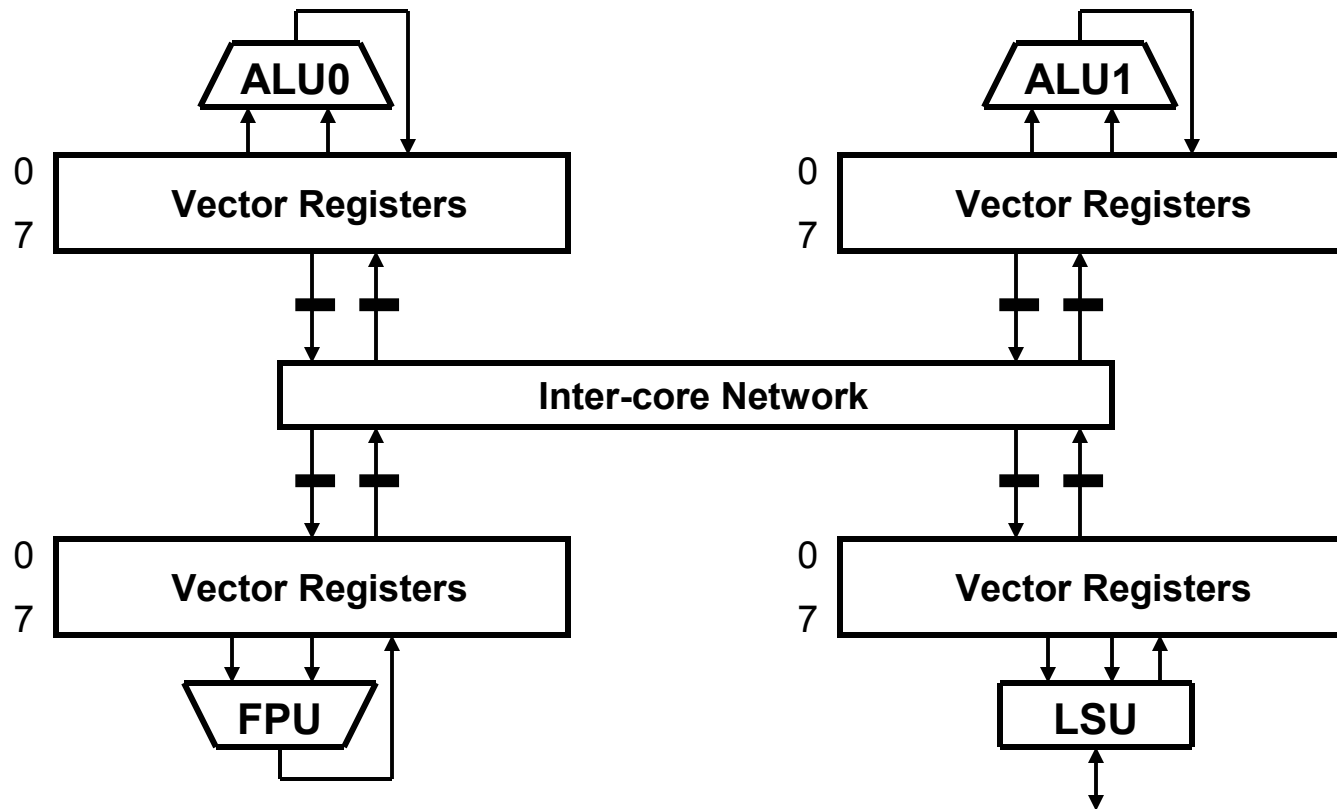 ALU0
ALU1
0
Vector Registers
7
0
Vector Registers
7
Inter-core Network
0
Vector Registers
7
0
Vector Registers
7
FPU
LSU